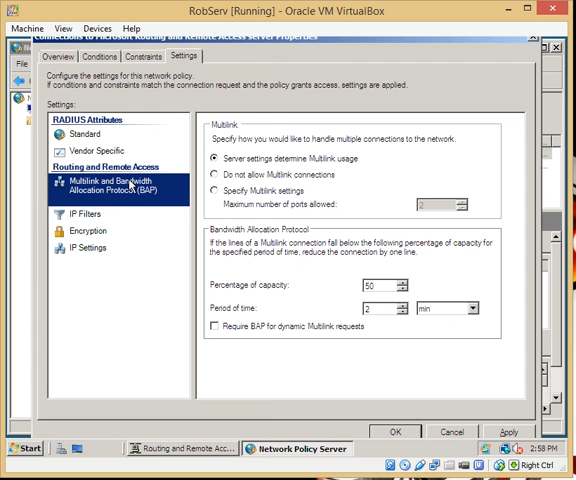 RobServ [Running] - Oracle VM VirtualBox
Machine View Devices Help
Connections to Microsoft Routing and Remote Access Server Properties
Overview Conditions Constraints Settings
File
Configure the settings for this network policy.
If conditions and constraints match the connection request and the policy grants access, settings are applied.
Settings:
RADIUS Attributes
Standard
Vendor Specific
Routing and Remote Access
Multilink and Bandwidth
Allocation Protocol (BAP)
IP Filters
Encryption
IP Settings
Multilink
Specify how you would like to handle multiple connections to the network.
Server settings determine Multilink usage
Do not allow Multilink connections
Specify Multilink settings
Maximum number of ports allowed: 2
Bandwidth Allocation Protocol
If the lines of a Multilink connection fall below the following percentage of capacity for
the specified period of time, reduce the connection by one line.
Percentage of capacity: 50
Period of time: 2 min
Require BAP for dynamic Multilink requests
OK Cancel Apply
Start Routing and Remote Acc... Network Policy Server 2:58 PM
Right Ctrl